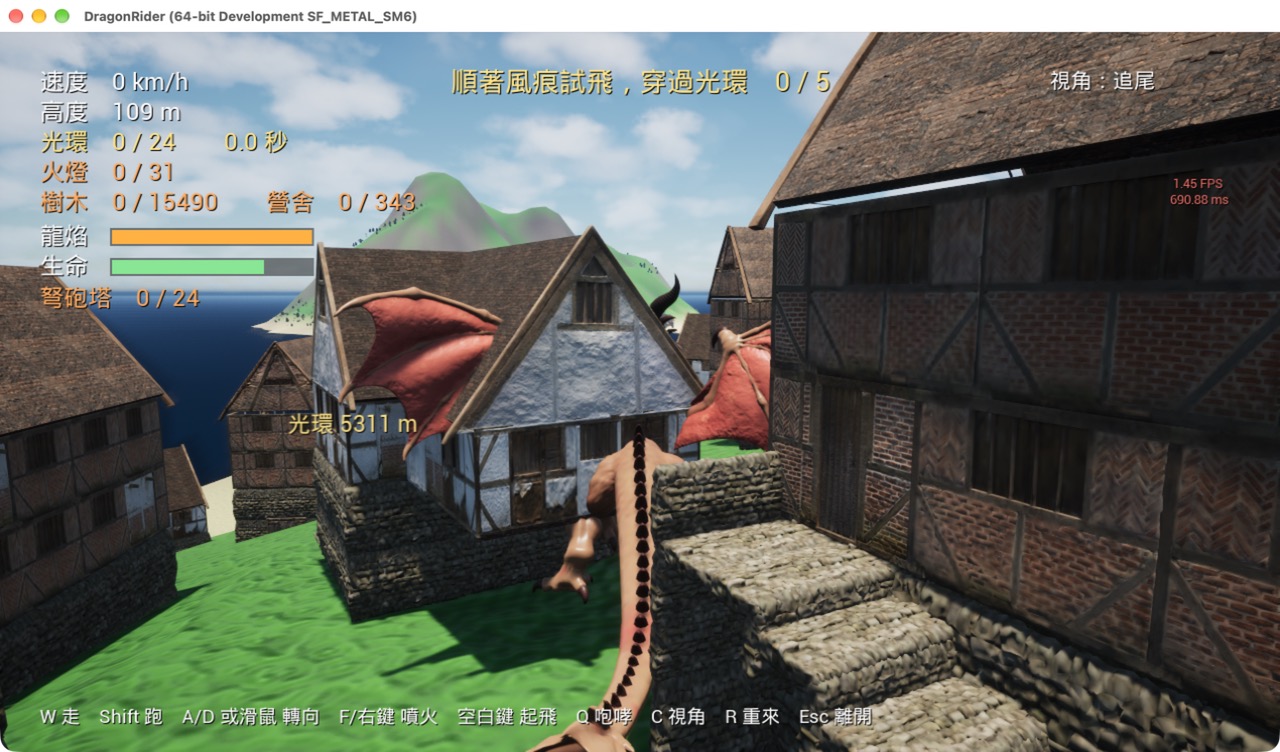 DragonRider (64-bit Development SF_METAL_SM6)
順著風痕試飛，穿過光環 0 / 5
視角：追尾
速度 0 km/h
高度 109 m
光環 0 / 24 0.0 秒
火燈 0 / 31
樹木 0 / 15490 營舍 0 / 343
1.45 FPS
690.88 ms
龍焰
生命
弩砲塔 0 / 24
光環 5311 m
W 走 Shift 跑 A/D 或滑鼠 轉向 F/右鍵 噴火 空白鍵 起飛 Q 咆哮 C 視角 R 重來 Esc 離開